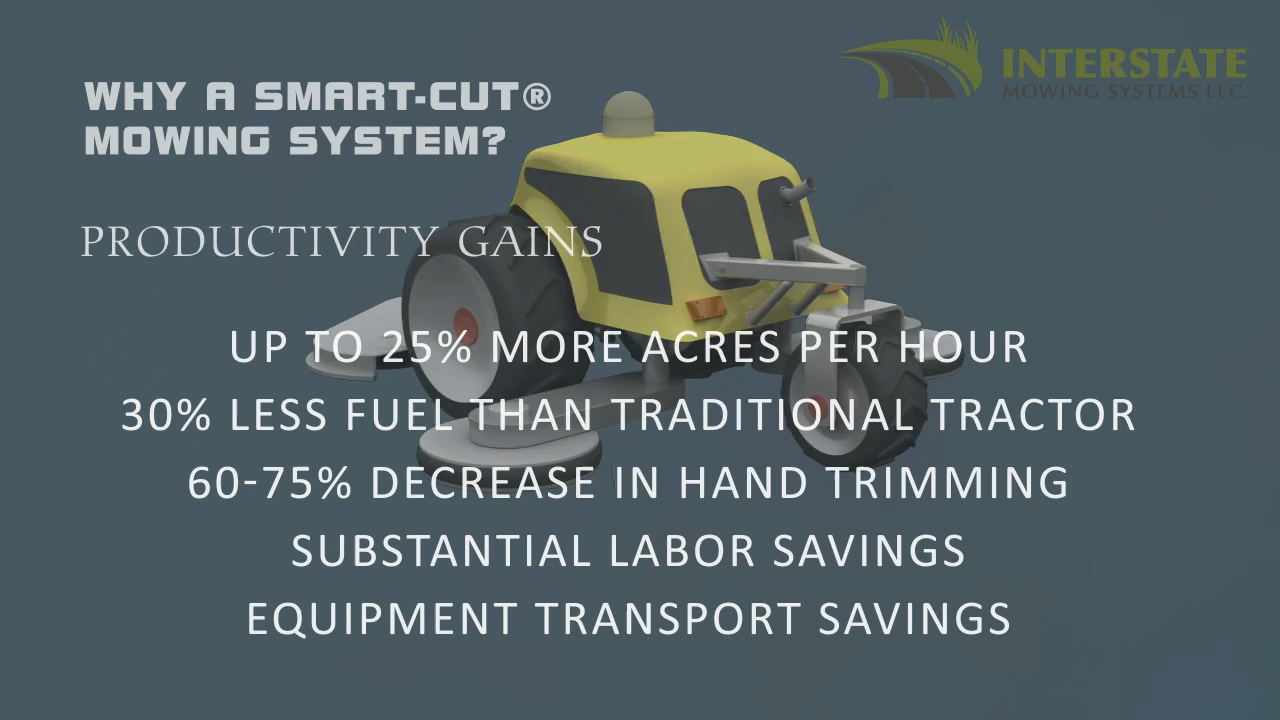 INTERSTATE
MOWING SYSTEMS LLC.
WHY A SMART-CUT®
MOWING SYSTEM?
PRODUCTIVITY GAINS
UP TO 25% MORE ACRES PER HOUR
30% LESS FUEL THAN TRADITIONAL TRACTOR
60-75% DECREASE IN HAND TRIMMING
SUBSTANTIAL LABOR SAVINGS
EQUIPMENT TRANSPORT SAVINGS